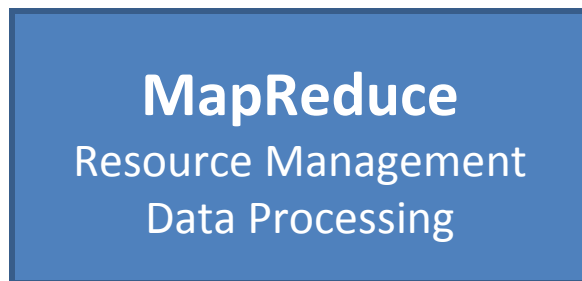 MapReduce
Resource Management
Data Processing